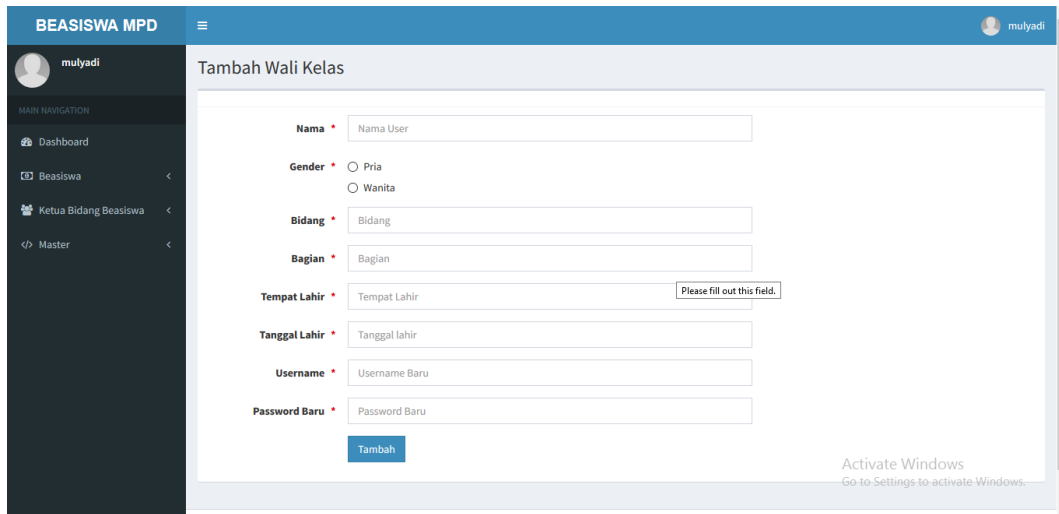 BEASISWA MPD
mulyadi
mulyadi
MAIN NAVIGATION
Dashboard
Beasiswa
Ketua Bidang Beasiswa
Master
Tambah Wali Kelas
Nama * Nama User
Gender * Pria
Wanita
Bidang * Bidang
Bagian * Bagian
Please fill out this field.
Tempat Lahir * Tempat Lahir
Tanggal Lahir * Tanggal lahir
Username * Username Baru
Password Baru * Password Baru
Tambah
Activate Windows
Go to Settings to activate Windows.